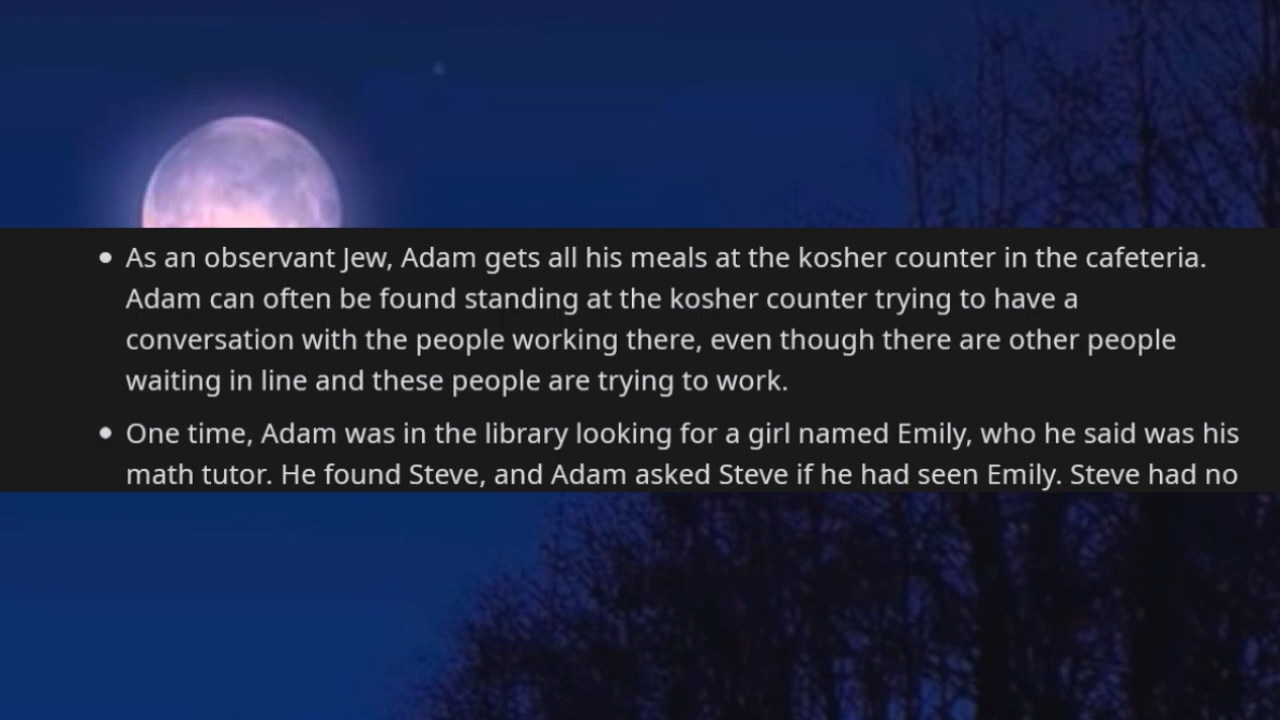 • As an observant Jew, Adam gets all his meals at the kosher counter in the cafeteria.
Adam can often be found standing at the kosher counter trying to have a
conversation with the people working there, even though there are other people
waiting in line and these people are trying to work.
• One time, Adam was in the library looking for a girl named Emily, who he said was his
math tutor. He found Steve, and Adam asked Steve if he had seen Emily. Steve had no